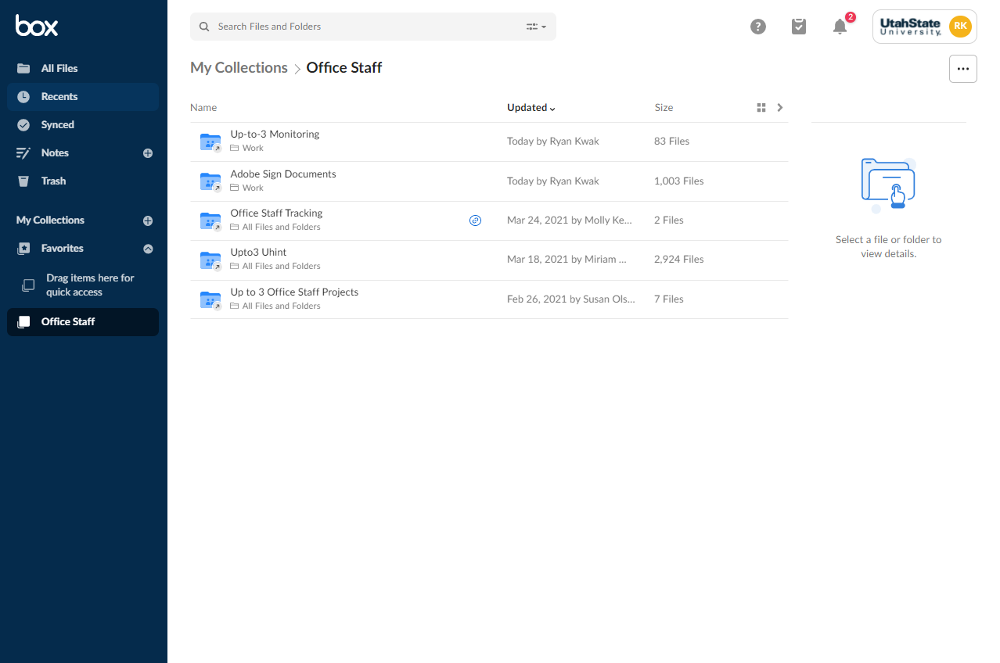 box
All Files
Recents
Synced
Notes
Trash
My Collections
Favorites
Drag items here for
quick access
Office Staff
Search Files and Folders
2
UtahState
University
RK
My Collections > Office Staff
Name Updated Size
Up-to-3 Monitoring
Work
Today by Ryan Kwak 83 Files
Adobe Sign Documents
Work
Today by Ryan Kwak 1,003 Files
Office Staff Tracking
All Files and Folders
Mar 24, 2021 by Molly Ke... 2 Files
Upto3 Uhint
All Files and Folders
Mar 18, 2021 by Miriam ... 2,924 Files
Up to 3 Office Staff Projects
All Files and Folders
Feb 26, 2021 by Susan Ols... 7 Files
Select a file or folder to
view details.